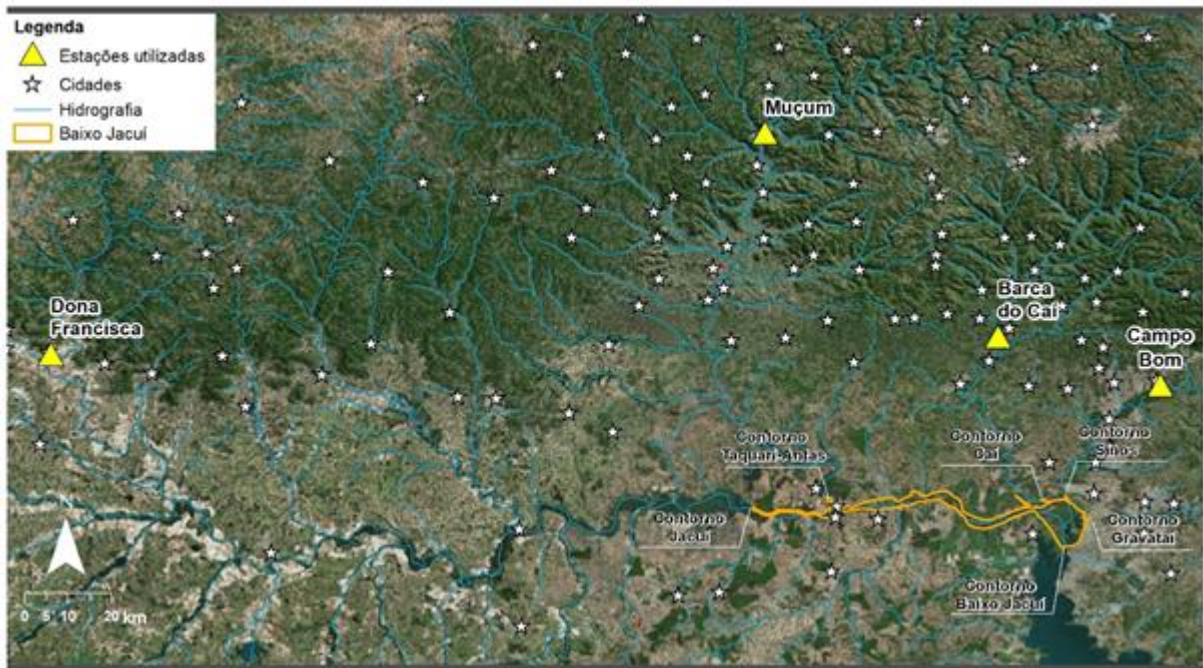 Legenda
Estações utilizadas
Cidades
Hidrografia
Baixo Jacuí
Muçum
Dona
Francisca
Barca
do Caí
Campo
Bom
Contorno
Taquari-Antas
Contorno
Caí
Contorno
Sinos
Contorno
Jacuí
Contorno
Gravataí
Contorno
Baixo Jacuí
0 5 10 20 km